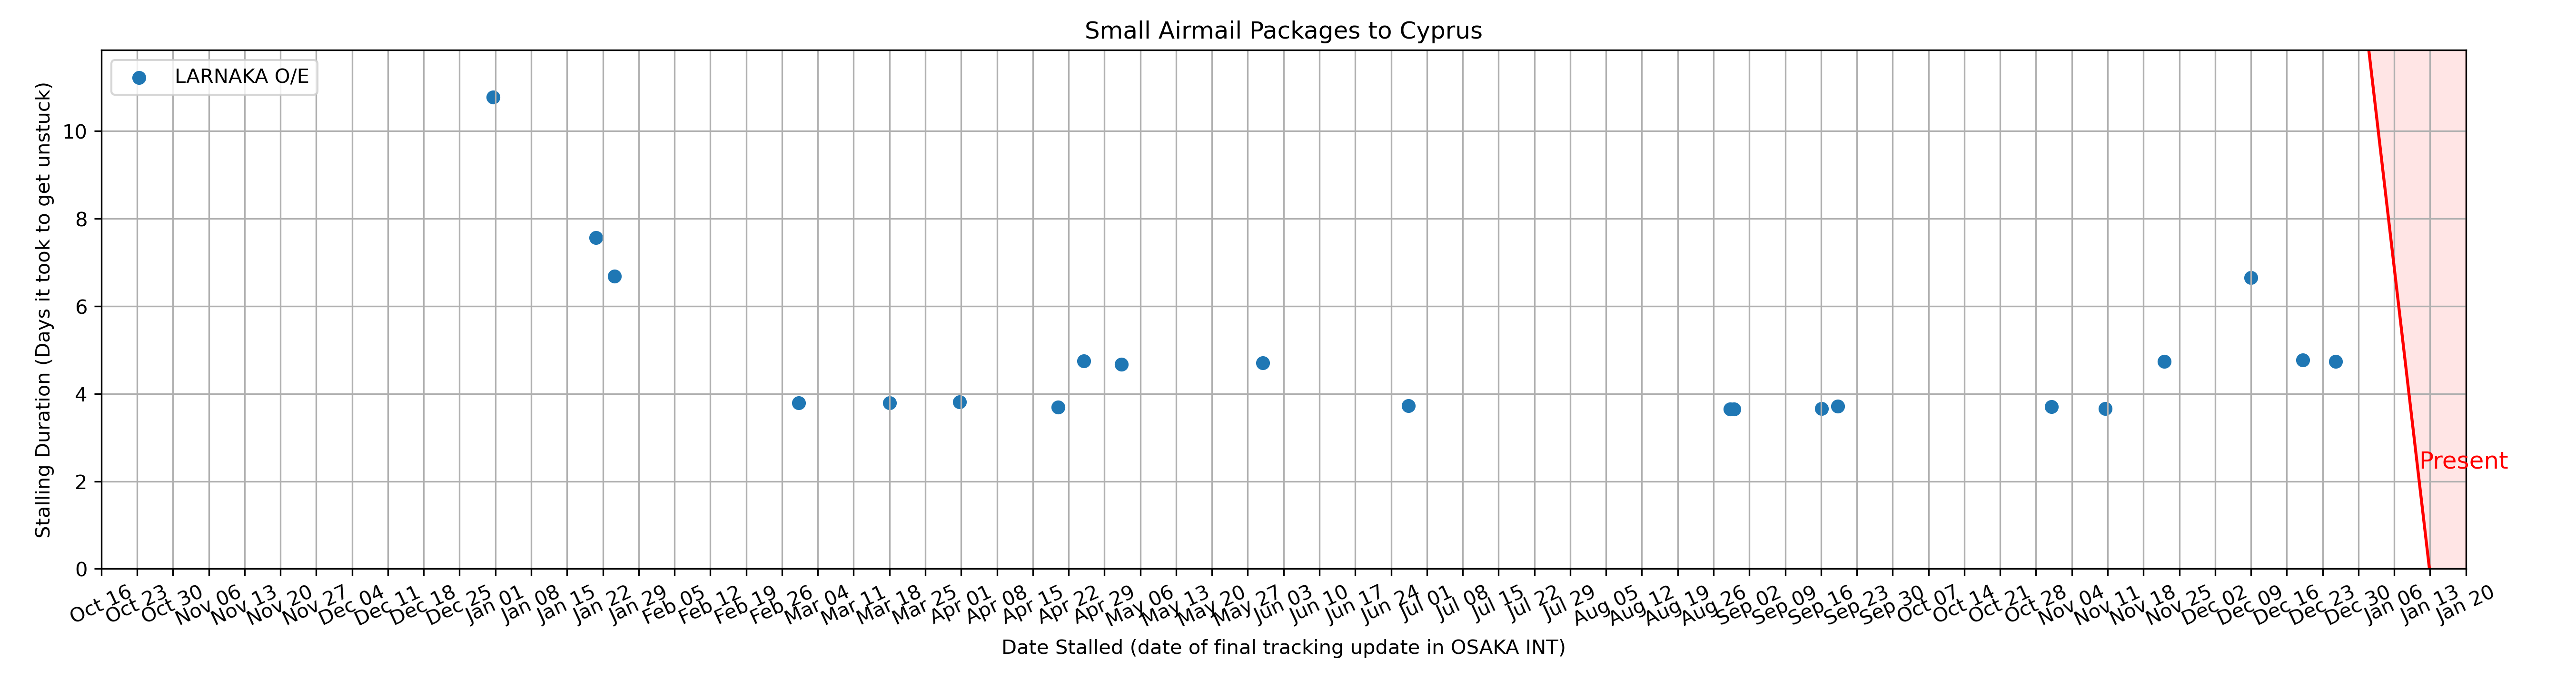 Small Airmail Packages to Cyprus
LARNAKA O/E
Stalling Duration (Days it took to get unstuck)
10
8
6
4
2
0
Present
Oct 16 Oct 23 Oct 30 Nov 06 Nov 13 Nov 20 Nov 27 Dec 04 Dec 11 Dec 18 Dec 25 Jan 01 Jan 08 Jan 15 Jan 22 Jan 29 Feb 05 Feb 12 Feb 19 Feb 26 Mar 04 Mar 11 Mar 18 Mar 25 Apr 01 Apr 08 Apr 15 Apr 22 Apr 29 May 06 May 13 May 20 May 27 Jun 03 Jun 10 Jun 17 Jun 24 Jul 01 Jul 08 Jul 15 Jul 22 Jul 29 Aug 05 Aug 12 Aug 19 Aug 26 Sep 02 Sep 09 Sep 16 Sep 23 Sep 30 Oct 07 Oct 14 Oct 21 Oct 28 Nov 04 Nov 11 Nov 18 Nov 25 Dec 02 Dec 09 Dec 16 Dec 23 Dec 30 Jan 06 Jan 13 Jan 20
Date Stalled (date of final tracking update in OSAKA INT)